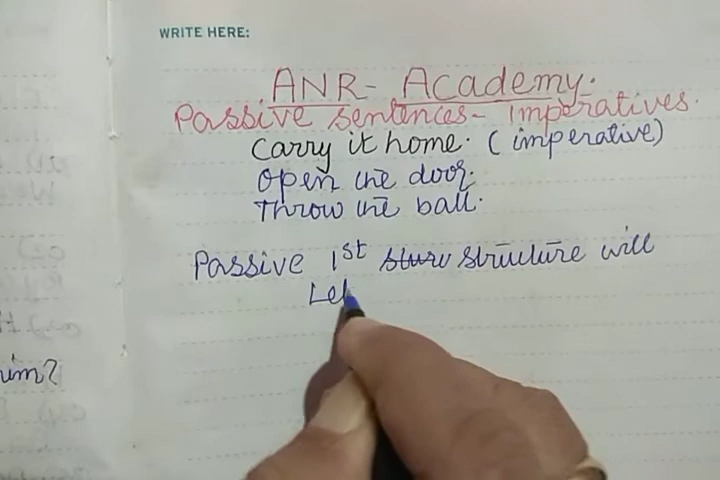 WRITE HERE:
ANR- Academy.
Passive sentences- imperatives.
Carry it home. (imperative)
Open the door.
Throw the ball.
Passive 1st structure will
Let